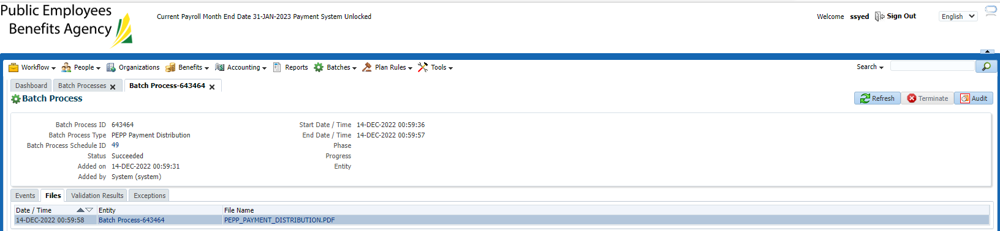 Public Employees
Benefits Agency
Current Payroll Month End Date 31-JAN-2023 Payment System Unlocked
Welcome ssyed Sign Out English
Workflow People Organizations Benefits Accounting Reports Batches Plan Rules Tools Search
Dashboard Batch Processes Batch Process-643464
Batch Process
Refresh Terminate Audit
Batch Process ID 643464 Start Date / Time 14-DEC-2022 00:59:36
Batch Process Type PEPP Payment Distribution End Date / Time 14-DEC-2022 00:59:57
Batch Process Schedule ID 49 Phase
Status Succeeded Progress
Added on 14-DEC-2022 00:59:31 Entity
Added by System (system)
Events Files Validation Results Exceptions
Date / Time Entity File Name
14-DEC-2022 00:59:58 Batch Process-643464 PEPP_PAYMENT_DISTRIBUTION.PDF